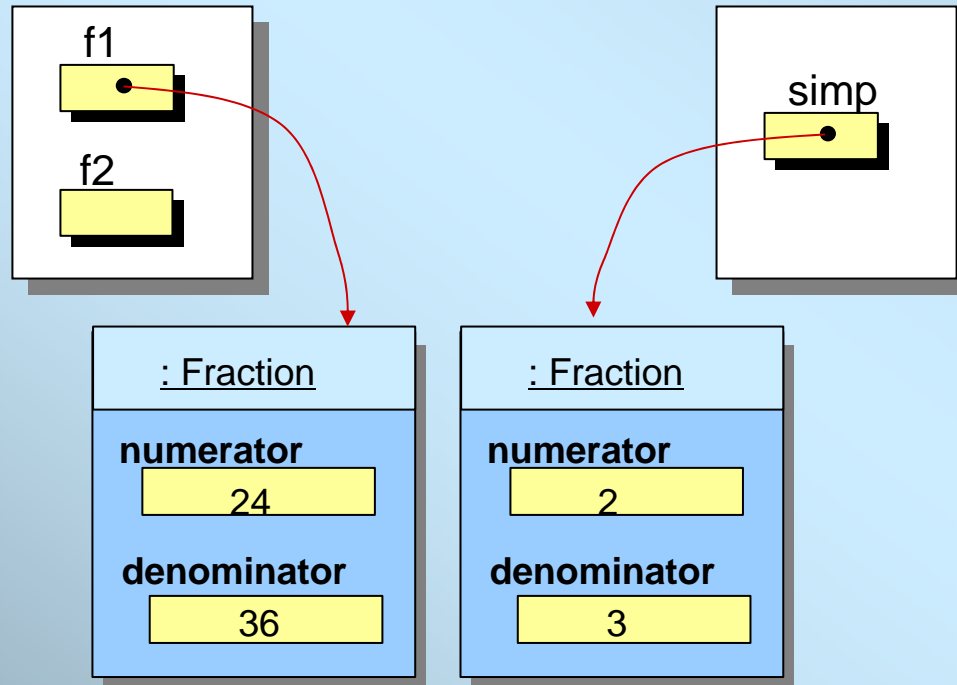 f1
f2
simp
: Fraction
numerator
24
denominator
36
: Fraction
numerator
2
denominator
3